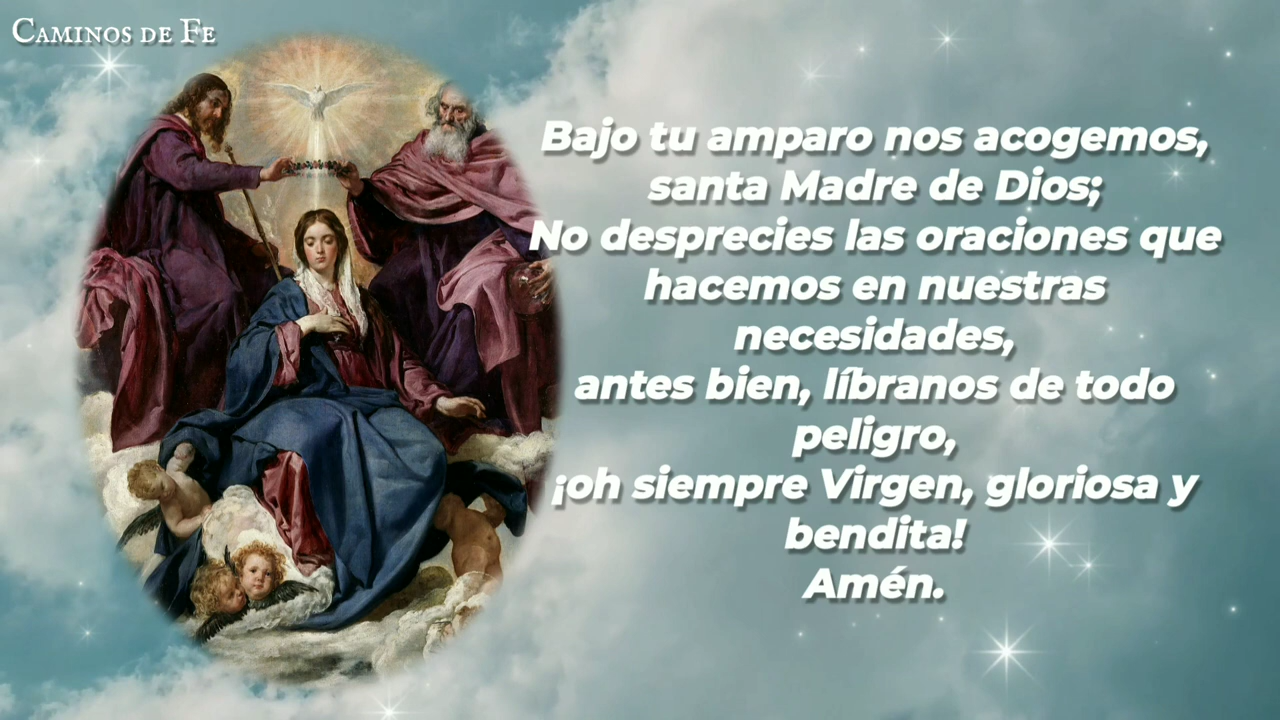 Caminos de Fe
Bajo tu amparo nos acogemos,
santa Madre de Dios;
No desprecies las oraciones que
hacemos en nuestras
necesidades,
antes bien, líbranos de todo
peligro,
¡oh siempre Virgen, gloriosa y
bendita!
Amén.